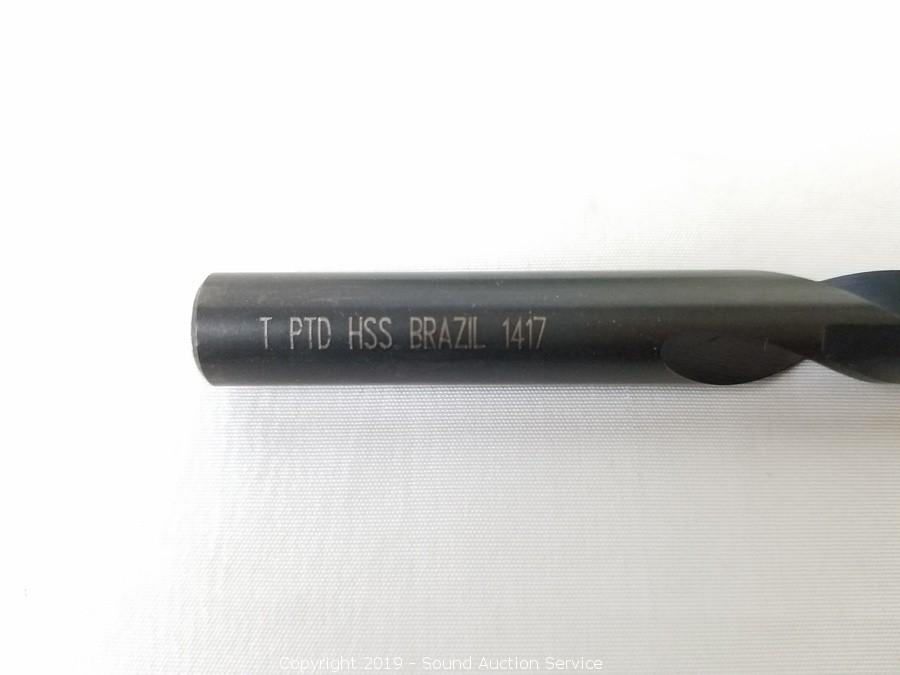 T PTD HSS BRAZIL 1417
Copyright 2019 - Sound Auction Service